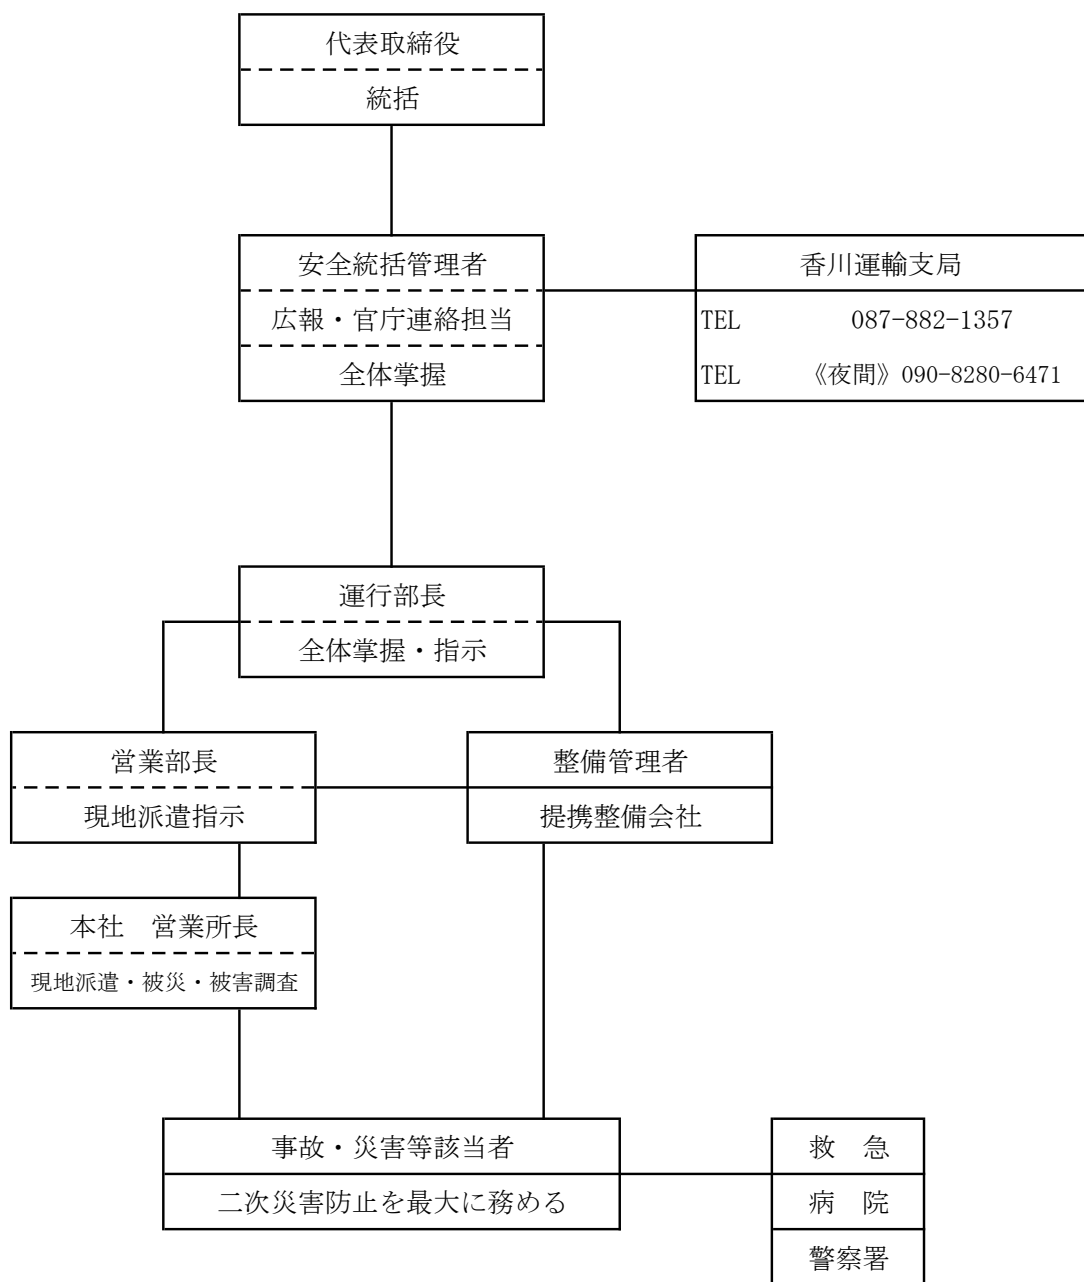 代表取締役
統括
安全統括管理者
広報・官庁連絡担当
全体掌握
香川運輸支局
TEL 087-882-1357
TEL 《夜間》090-8280-6471
運行部長
全体掌握・指示
営業部長
現地派遣指示
整備管理者
提携整備会社
本社　営業所長
現地派遣・被災・被害調査
事故・災害等該当者
二次災害防止を最大に務める
救　急
病　院
警察署